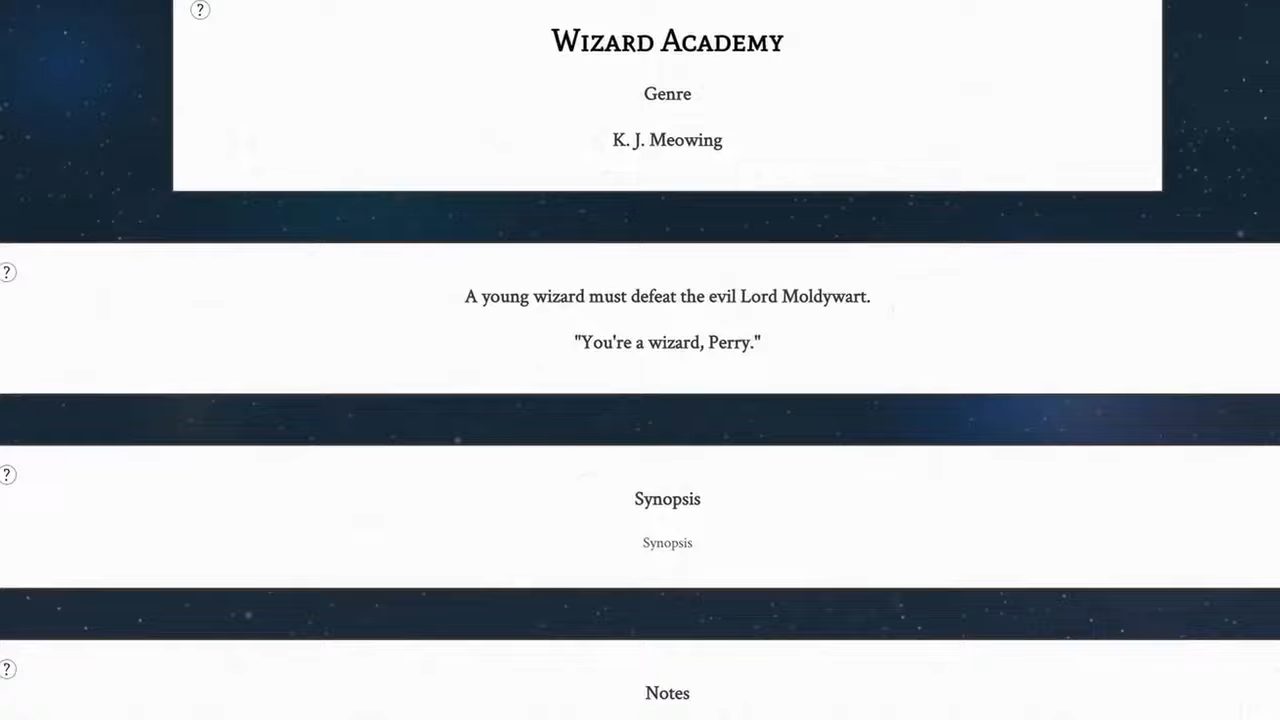 ?
Wizard Academy
Genre
K. J. Meowing
?
A young wizard must defeat the evil Lord Moldywart.
"You're a wizard, Perry."
?
Synopsis
Synopsis
?
Notes